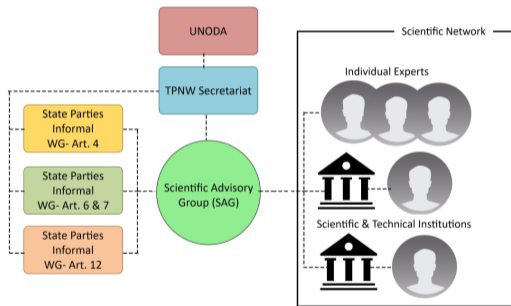 UNODA
Scientific Network
TPNW Secretariat
Individual Experts
State Parties
Informal
WG- Art. 4
State Parties
Informal
WG- Art. 6 & 7
Scientific Advisory
Group (SAG)
State Parties
Informal
WG- Art. 12
Scientific & Technical Institutions